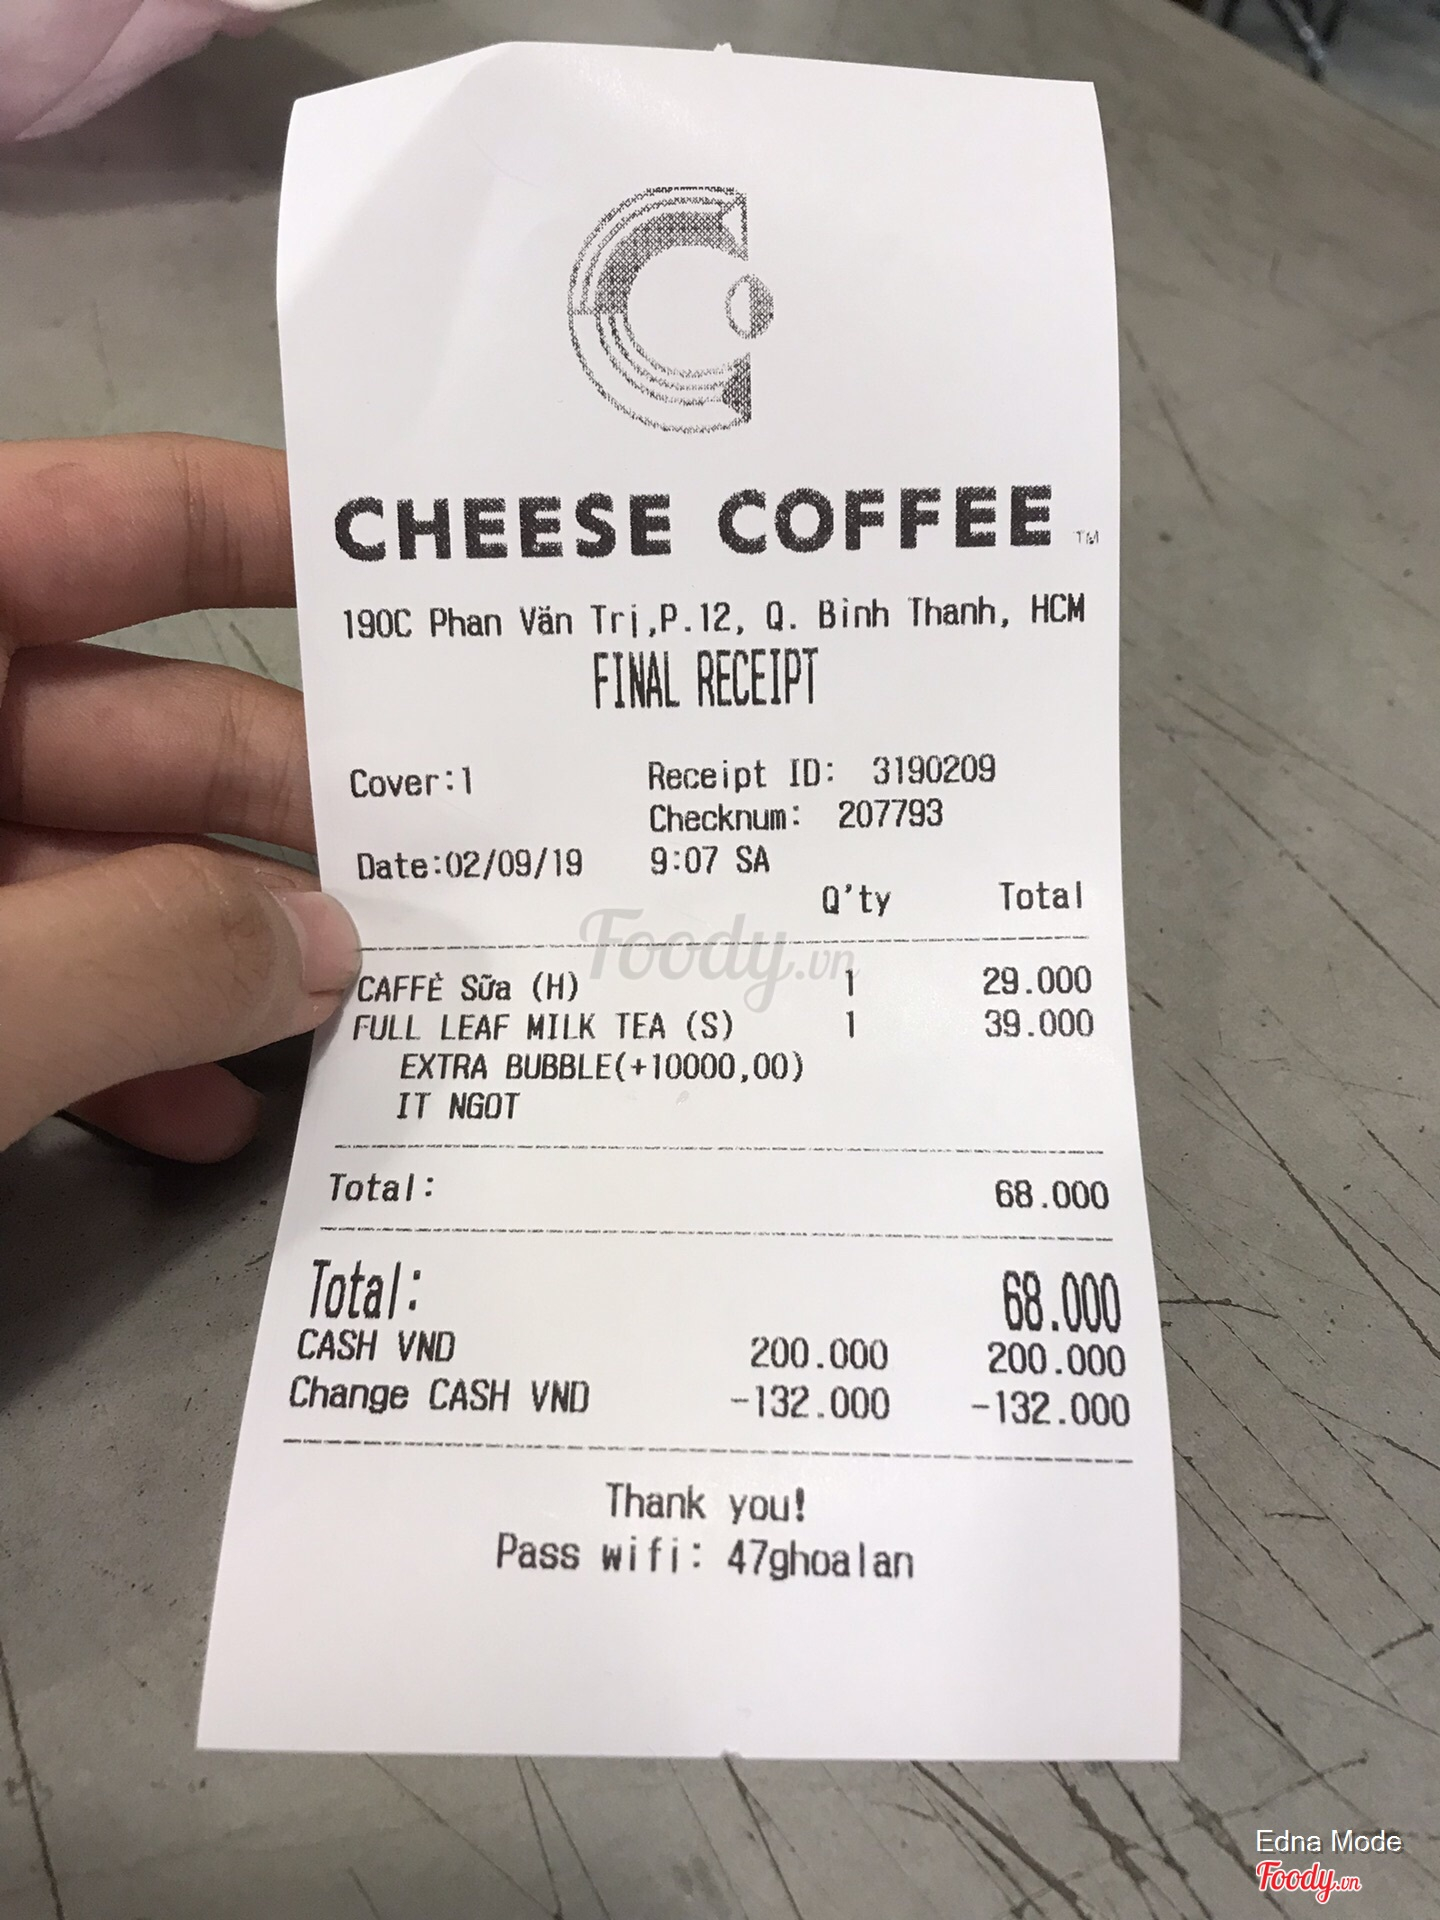 CHEESE COFFEE ™
190C Phan Văn Trị,P.12, Q. Bình Thạnh, HCM
FINAL RECEIPT
Cover:1 Receipt ID: 3190209
Checknum: 207793
Date:02/09/19 9:07 SA
Q'ty Total
CAFFÈ Sữa (H) 1 29.000
FULL LEAF MILK TEA (S) 1 39.000
EXTRA BUBBLE(+10000,00)
IT NGOT
Total: 68.000
Total: 68.000
CASH VND 200.000 200.000
Change CASH VND -132.000 -132.000
Thank you!
Pass wifi: 47ghoalan
Foody.vn
Edna Mode
Foody.vn